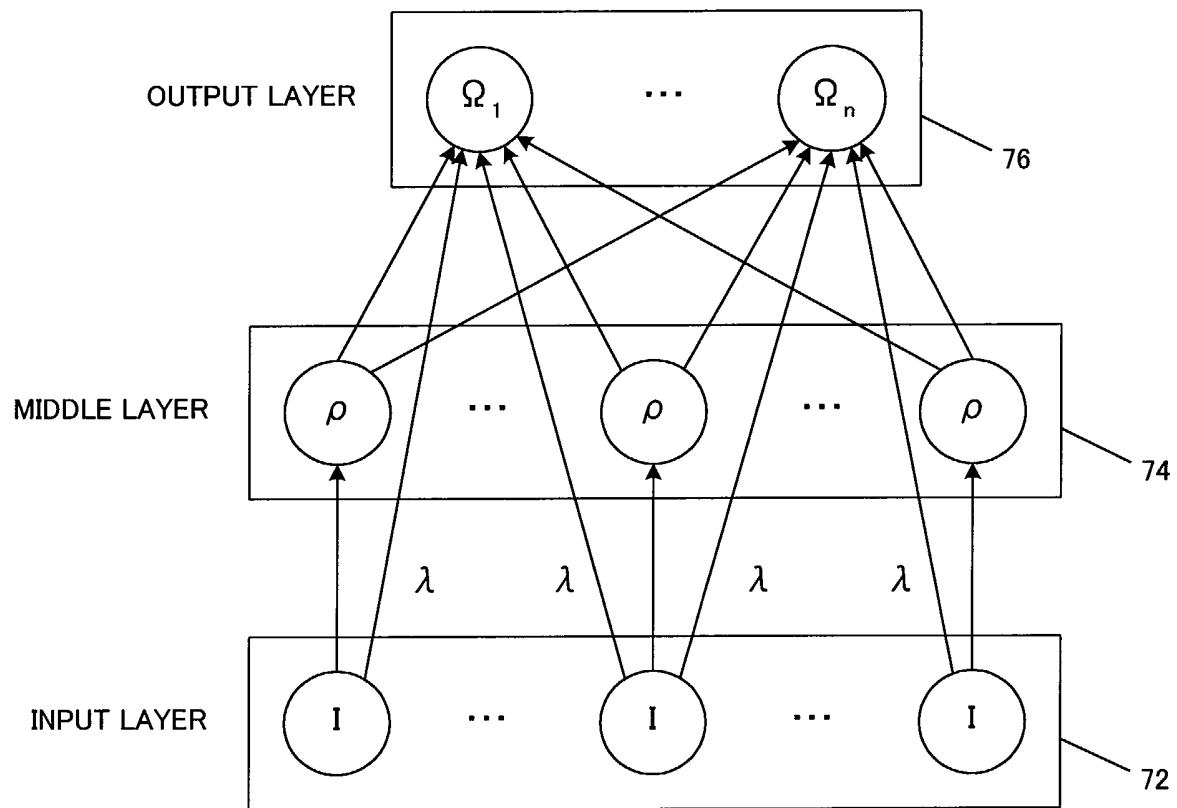 OUTPUT LAYER
Ω1 ··· Ωn
76
MIDDLE LAYER
ρ ··· ρ ··· ρ
74
λ λ λ λ
INPUT LAYER
I ··· I ··· I
72